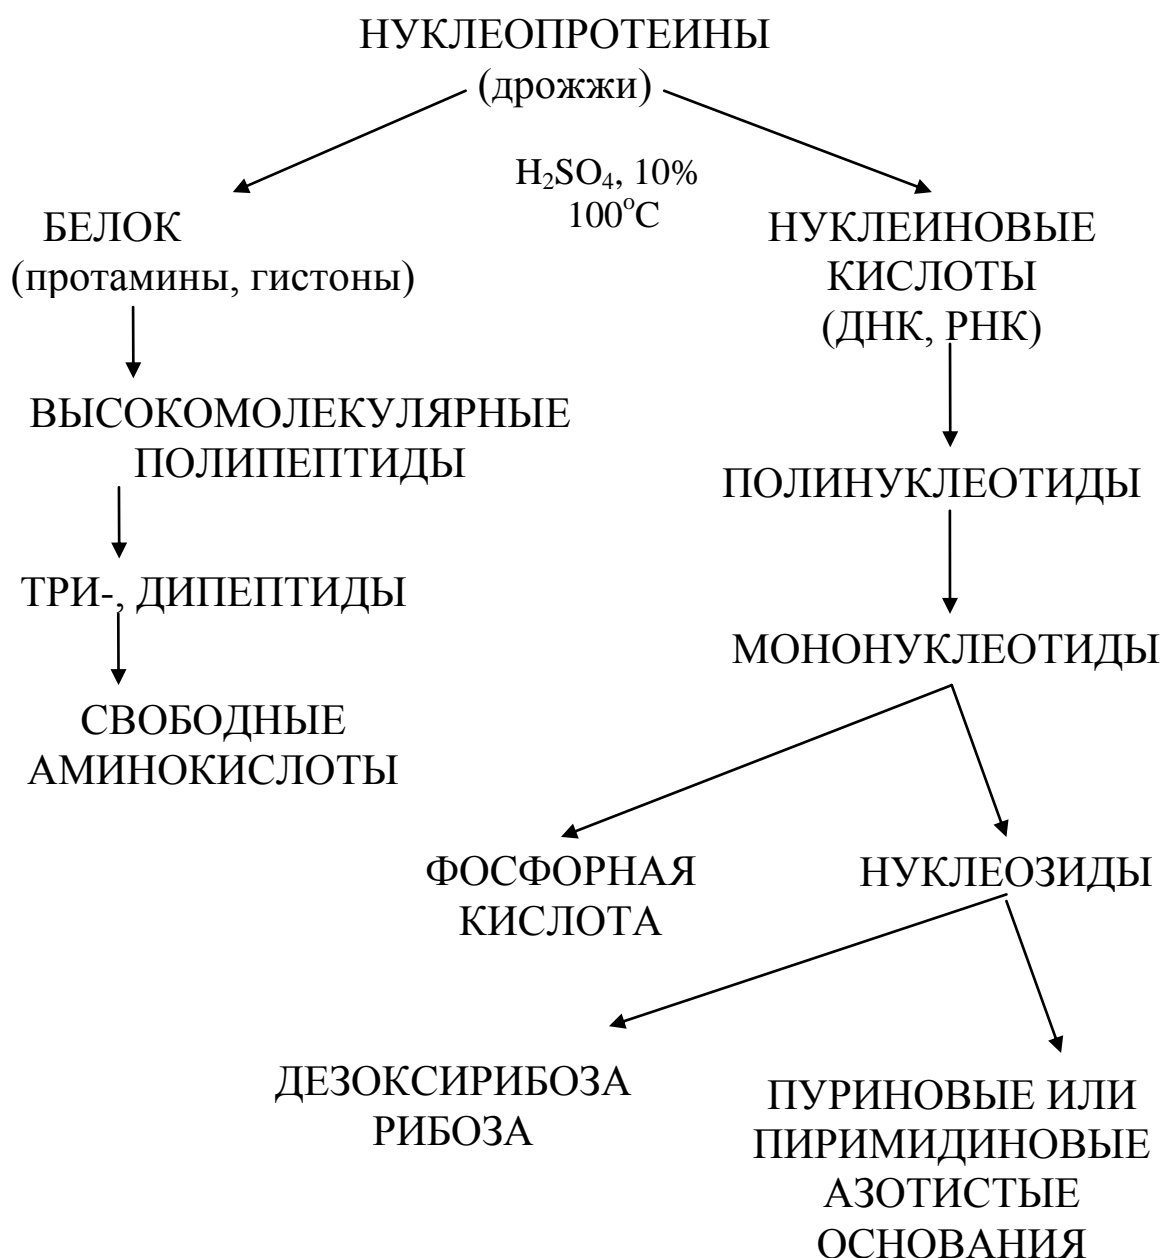 НУКЛЕОПРОТЕИНЫ
(дрожжи)
H₂SO₄, 10%
100°C
БЕЛОК
(протамины, гистоны)
НУКЛЕИНОВЫЕ
КИСЛОТЫ
(ДНК, РНК)
ВЫСОКОМОЛЕКУЛЯРНЫЕ
ПОЛИПЕПТИДЫ
ПОЛИНУКЛЕОТИДЫ
ТРИ-, ДИПЕПТИДЫ
МОНОНУКЛЕОТИДЫ
СВОБОДНЫЕ
АМИНОКИСЛОТЫ
ФОСФОРНАЯ
КИСЛОТА
НУКЛЕОЗИДЫ
ДЕЗОКСИРИБОЗА
РИБОЗА
ПУРИНОВЫЕ ИЛИ
ПИРИМИДИНОВЫЕ
АЗОТИСТЫЕ
ОСНОВАНИЯ